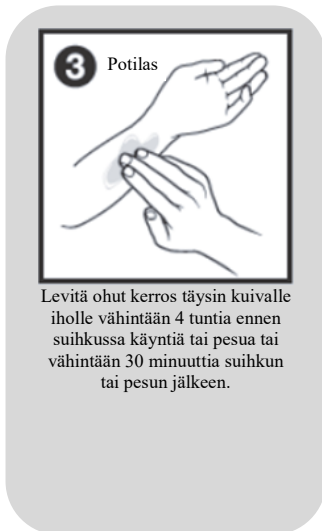 3 Potilas
Levitä ohut kerros täysin kuivalle
iholle vähintään 4 tuntia ennen
suihkussa käyntiä tai pesua tai
vähintään 30 minuuttia suihkun
tai pesun jälkeen.